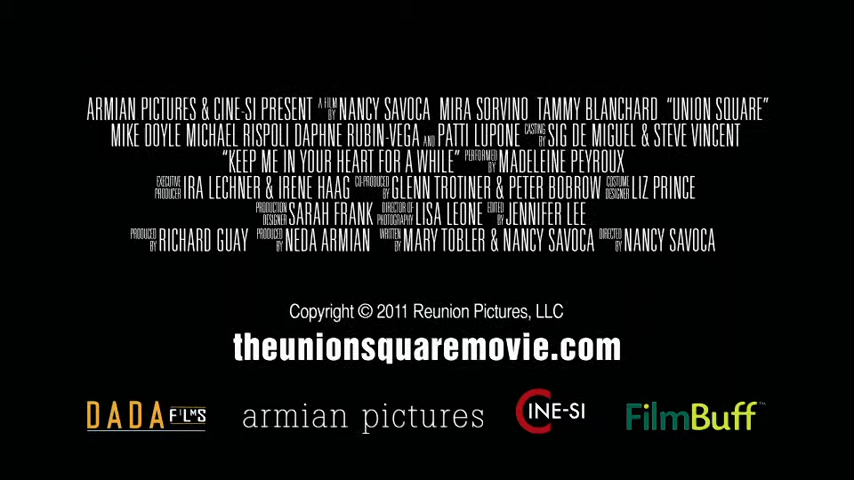 ARMIAN PICTURES & CINE-SI PRESENT A FILM BY NANCY SAVOCA MIRA SORVINO TAMMY BLANCHARD "UNION SQUARE"
MIKE DOYLE MICHAEL RISPOLI DAPHNE RUBIN-VEGA AND PATTI LUPONE CASTING BY SIG DE MIGUEL & STEVE VINCENT
"KEEP ME IN YOUR HEART FOR A WHILE" PERFORMED BY MADELEINE PEYROUX
EXECUTIVE PRODUCER IRA LECHNER & IRENE HAAG CO-PRODUCED BY GLENN TROTINER & PETER BOBROW COSTUME DESIGNER LIZ PRINCE
PRODUCTION DESIGNER SARAH FRANK DIRECTOR OF PHOTOGRAPHY LISA LEONE EDITED BY JENNIFER LEE
PRODUCED BY RICHARD GUAY PRODUCED BY NEDA ARMIAN WRITTEN BY MARY TOBLER & NANCY SAVOCA DIRECTED BY NANCY SAVOCA
Copyright © 2011 Reunion Pictures, LLC
theunionsquaremovie.com
DADA FILMS armian pictures CINE-SI FilmBuff™